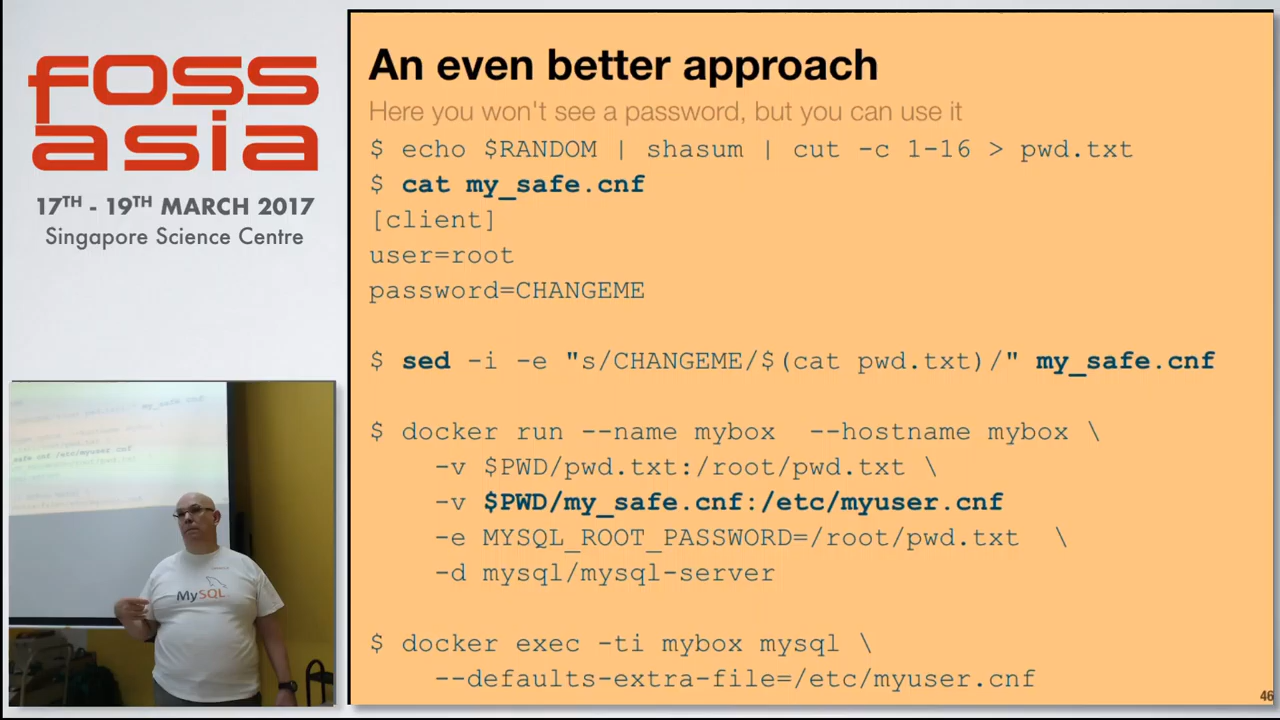 foss
asia
17TH - 19TH MARCH 2017
Singapore Science Centre
An even better approach
Here you won't see a password, but you can use it
$ echo $RANDOM | shasum | cut -c 1-16 > pwd.txt
$ cat my_safe.cnf
[client]
user=root
password=CHANGEME
$ sed -i -e "s/CHANGEME/$(cat pwd.txt)/" my_safe.cnf
$ docker run --name mybox  --hostname mybox \
-v $PWD/pwd.txt:/root/pwd.txt \
-v $PWD/my_safe.cnf:/etc/myuser.cnf
-e MYSQL_ROOT_PASSWORD=/root/pwd.txt  \
-d mysql/mysql-server
$ docker exec -ti mybox mysql \
--defaults-extra-file=/etc/myuser.cnf
46
MySQL